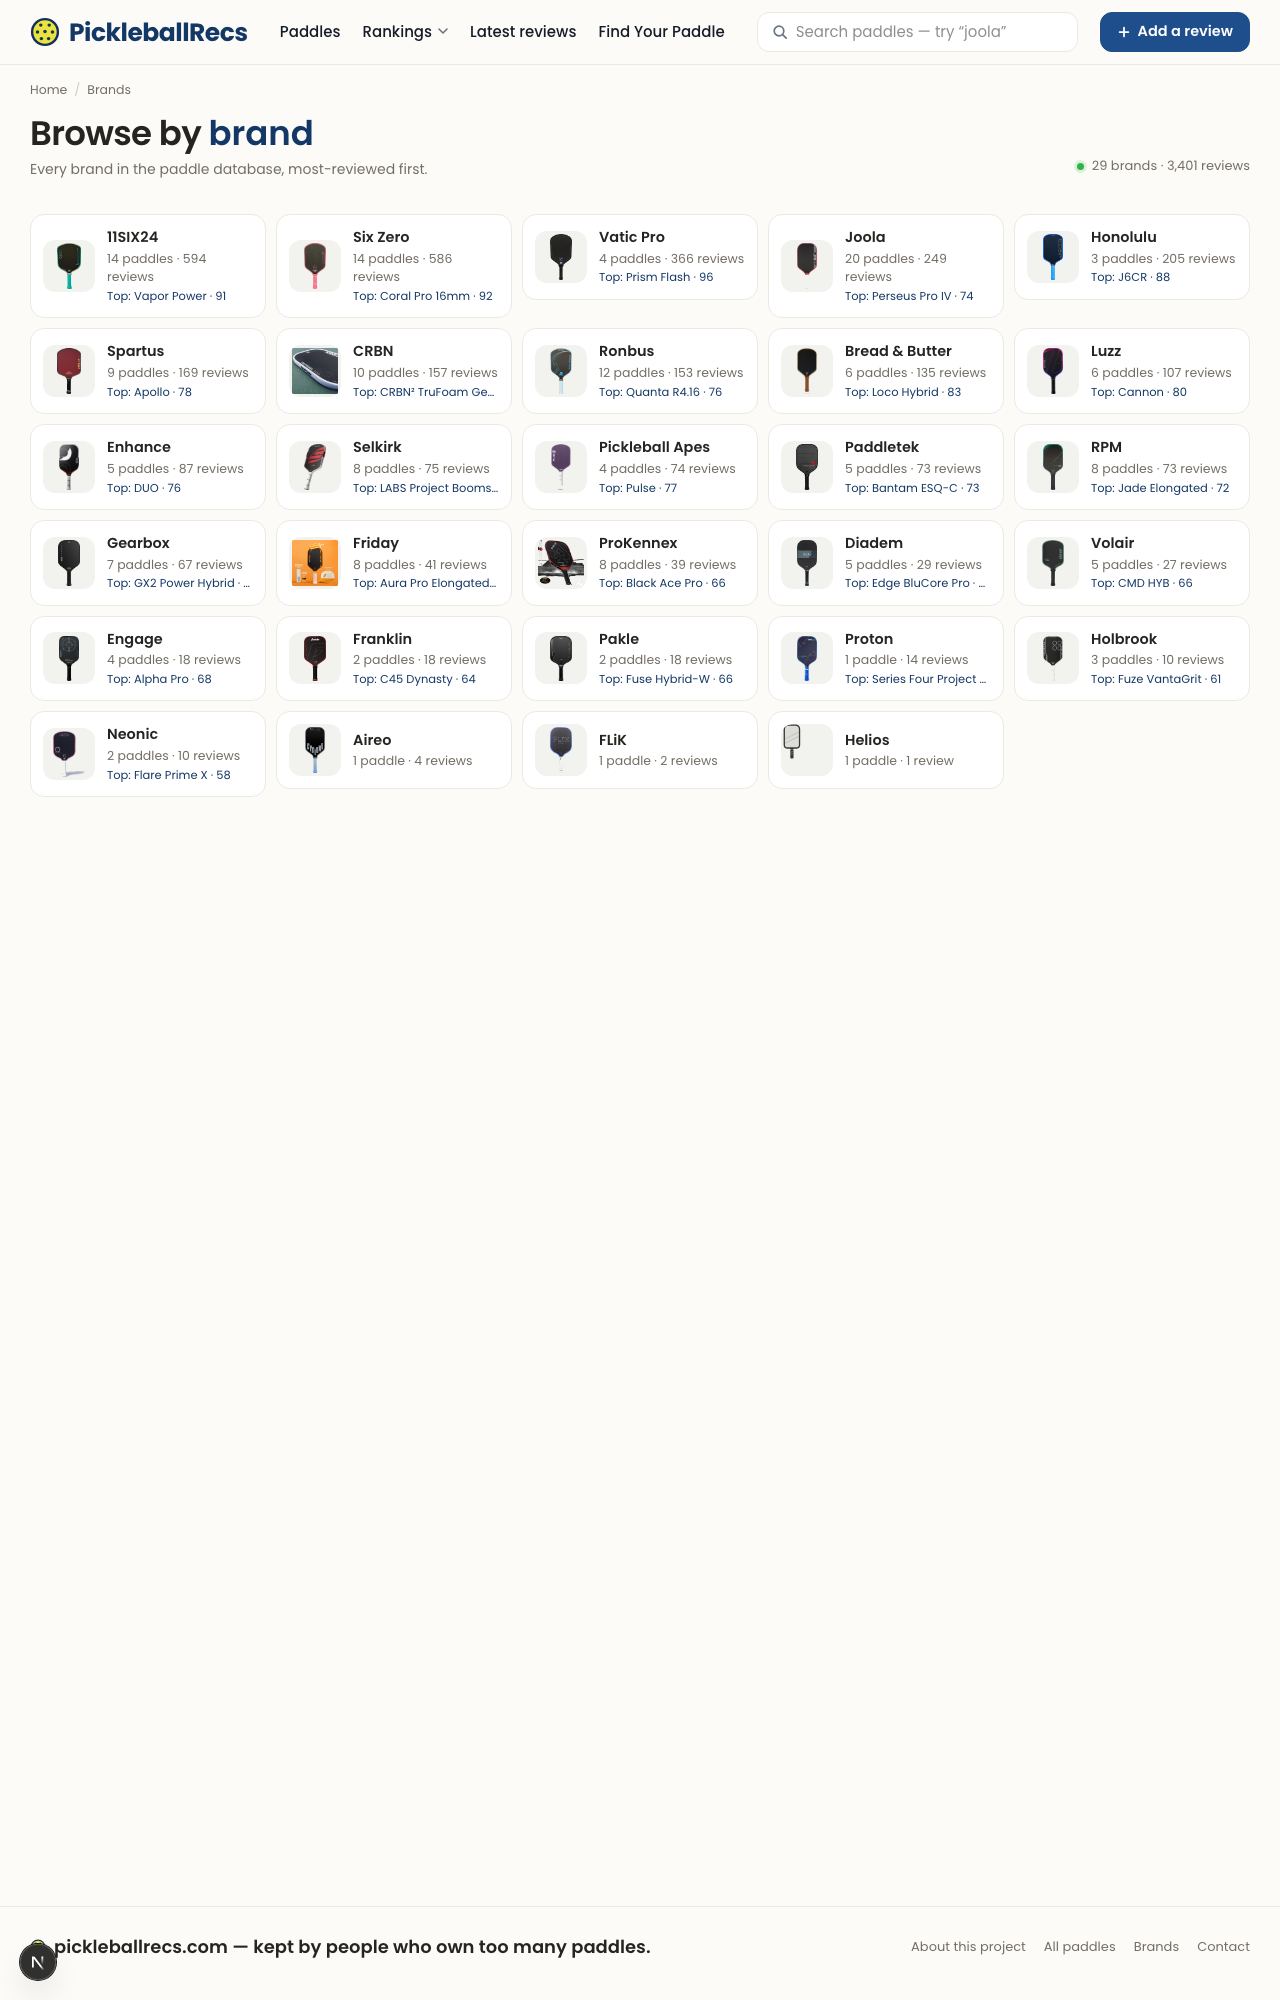 PickleballRecs
Paddles
Rankings
Latest reviews
Find Your Paddle
Search paddles — try “joola”
+ Add a review
Home / Brands
Browse by brand
Every brand in the paddle database, most-reviewed first.
29 brands · 3,401 reviews
11SIX24
14 paddles · 594
reviews
Top: Vapor Power · 91
Six Zero
14 paddles · 586
reviews
Top: Coral Pro 16mm · 92
Vatic Pro
4 paddles · 366 reviews
Top: Prism Flash · 96
Joola
20 paddles · 249
reviews
Top: Perseus Pro IV · 74
Honolulu
3 paddles · 205 reviews
Top: J6CR · 88
Spartus
9 paddles · 169 reviews
Top: Apollo · 78
CRBN
10 paddles · 157 reviews
Top: CRBN² TruFoam Ge...
Ronbus
12 paddles · 153 reviews
Top: Quanta R4.16 · 76
Bread & Butter
6 paddles · 135 reviews
Top: Loco Hybrid · 83
Luzz
6 paddles · 107 reviews
Top: Cannon · 80
Enhance
5 paddles · 87 reviews
Top: DUO · 76
Selkirk
8 paddles · 75 reviews
Top: LABS Project Booms...
Pickleball Apes
4 paddles · 74 reviews
Top: Pulse · 77
Paddletek
5 paddles · 73 reviews
Top: Bantam ESQ-C · 73
RPM
8 paddles · 73 reviews
Top: Jade Elongated · 72
Gearbox
7 paddles · 67 reviews
Top: GX2 Power Hybrid · ...
Friday
8 paddles · 41 reviews
Top: Aura Pro Elongated...
ProKennex
8 paddles · 39 reviews
Top: Black Ace Pro · 66
Diadem
5 paddles · 29 reviews
Top: Edge BluCore Pro · ...
Volair
5 paddles · 27 reviews
Top: CMD HYB · 66
Engage
4 paddles · 18 reviews
Top: Alpha Pro · 68
Franklin
2 paddles · 18 reviews
Top: C45 Dynasty · 64
Pakle
2 paddles · 18 reviews
Top: Fuse Hybrid-W · 66
Proton
1 paddle · 14 reviews
Top: Series Four Project ...
Holbrook
3 paddles · 10 reviews
Top: Fuze VantaGrit · 61
Neonic
2 paddles · 10 reviews
Top: Flare Prime X · 58
Aireo
1 paddle · 4 reviews
FLiK
1 paddle · 2 reviews
Helios
1 paddle · 1 review
N
pickleballrecs.com — kept by people who own too many paddles.
About this project
All paddles
Brands
Contact